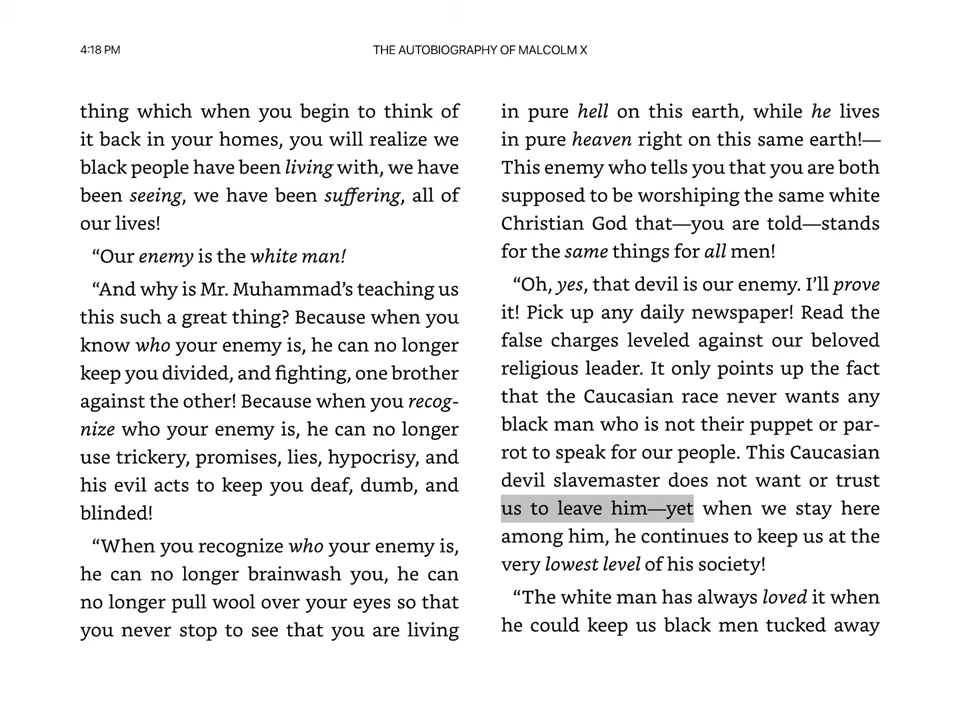 4:18 PM
THE AUTOBIOGRAPHY OF MALCOLM X
thing which when you begin to think of
it back in your homes, you will realize we
black people have been living with, we have
been seeing, we have been suffering, all of
our lives!
“Our enemy is the white man!
“And why is Mr. Muhammad’s teaching us
this such a great thing? Because when you
know who your enemy is, he can no longer
keep you divided, and fighting, one brother
against the other! Because when you recog-
nize who your enemy is, he can no longer
use trickery, promises, lies, hypocrisy, and
his evil acts to keep you deaf, dumb, and
blinded!
“When you recognize who your enemy is,
he can no longer brainwash you, he can
no longer pull wool over your eyes so that
you never stop to see that you are living
in pure hell on this earth, while he lives
in pure heaven right on this same earth!—
This enemy who tells you that you are both
supposed to be worshiping the same white
Christian God that—you are told—stands
for the same things for all men!
“Oh, yes, that devil is our enemy. I’ll prove
it! Pick up any daily newspaper! Read the
false charges leveled against our beloved
religious leader. It only points up the fact
that the Caucasian race never wants any
black man who is not their puppet or par-
rot to speak for our people. This Caucasian
devil slavemaster does not want or trust
us to leave him—yet when we stay here
among him, he continues to keep us at the
very lowest level of his society!
“The white man has always loved it when
he could keep us black men tucked away